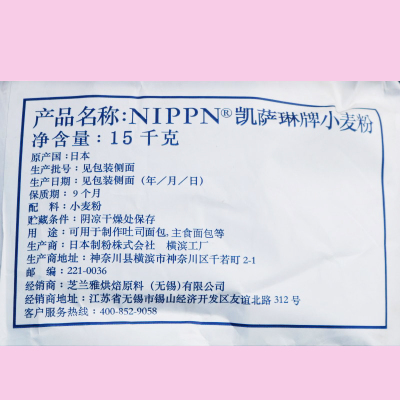 产品名称:NIPPN®凯萨琳牌小麦粉
净含量:15千克
原产国:日本
生产批号:见包装侧面
生产日期:见包装侧面(年/月/日)
保质期:9个月
配 料:小麦粉
贮藏条件:阴凉干燥处保存
用途:可用于制作吐司面包,主食面包等
生产商:日本制粉株式会社 横滨工厂
地址:神奈川县横滨市神奈川区千若町2-1
邮 编:221-0036
经销商:芝兰雅烘焙原料(无锡)有限公司
经销商地址:江苏省无锡市锡山经济开发区友谊北路312号
客户服务热线:400-852-9058